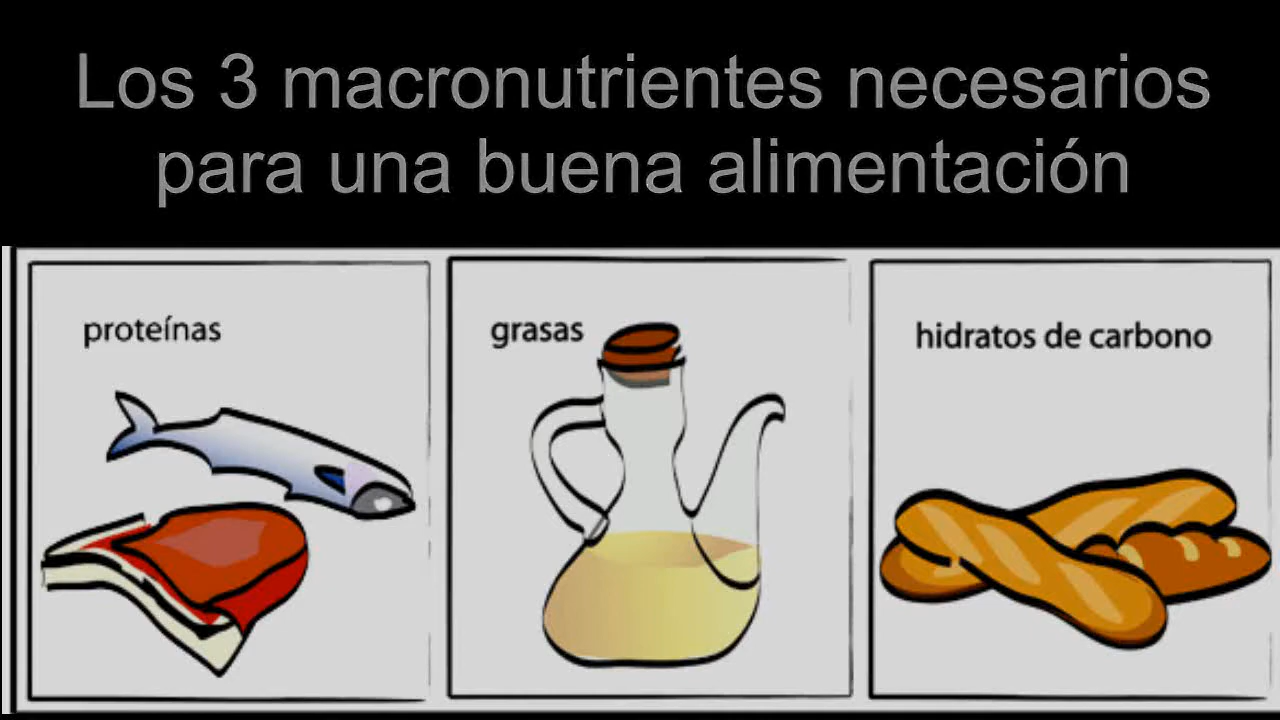 Los 3 macronutrientes necesarios
para una buena alimentación
proteínas
grasas
hidratos de carbono